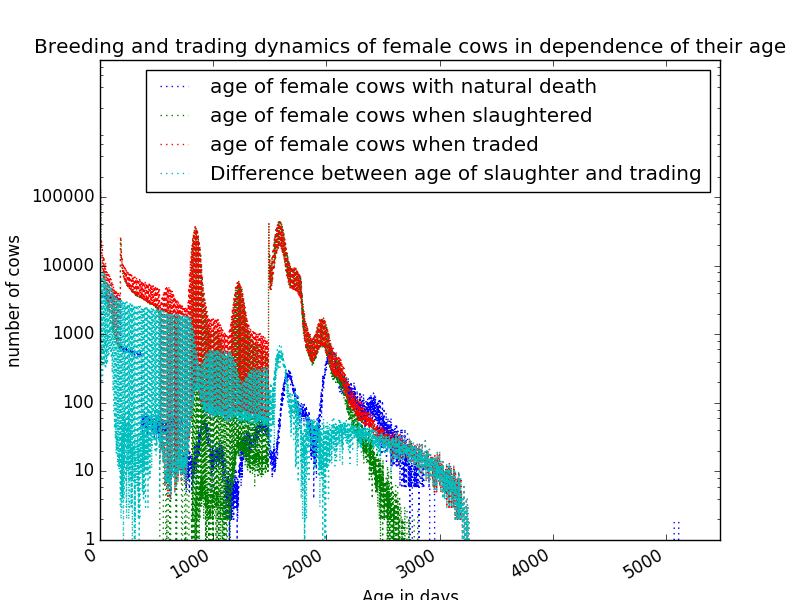 Breeding and trading dynamics of female cows in dependence of their age
age of female cows with natural death
age of female cows when slaughtered
age of female cows when traded
Difference between age of slaughter and trading
number of cows
100000
10000
1000
100
10
1
0
1000
2000
3000
4000
5000
Age in days